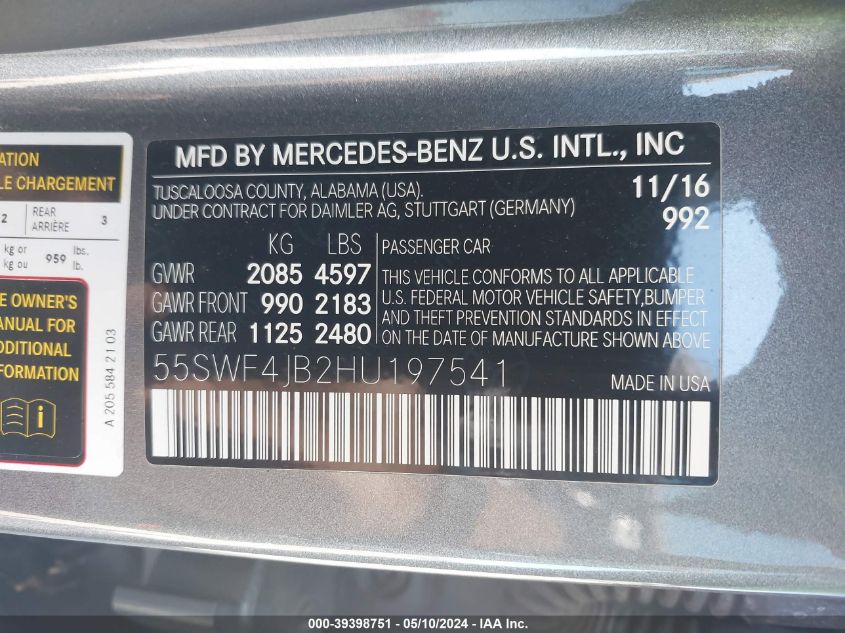 ATION
LE CHARGEMENT
2 REAR ARRIÈRE 3
kg or
kg ou 959 lbs.
lb.
E OWNER'S
ANUAL FOR
DDITIONAL
FORMATION
A 205 584 21 03
MFD BY MERCEDES-BENZ U.S. INTL., INC
TUSCALOOSA COUNTY, ALABAMA (USA). 11/16
UNDER CONTRACT FOR DAIMLER AG, STUTTGART (GERMANY) 992
KG LBS
GVWR 2085 4597
GAWR FRONT 990 2183
GAWR REAR 1125 2480
PASSENGER CAR
THIS VEHICLE CONFORMS TO ALL APPLICABLE
U.S. FEDERAL MOTOR VEHICLE SAFETY,BUMPER
AND THEFT PREVENTION STANDARDS IN EFFECT
ON THE DATE OF MANUFACTURE SHOWN ABOVE
55SWF4JB2HU197541
MADE IN USA
000-39398751 - 05/10/2024 - IAA Inc.